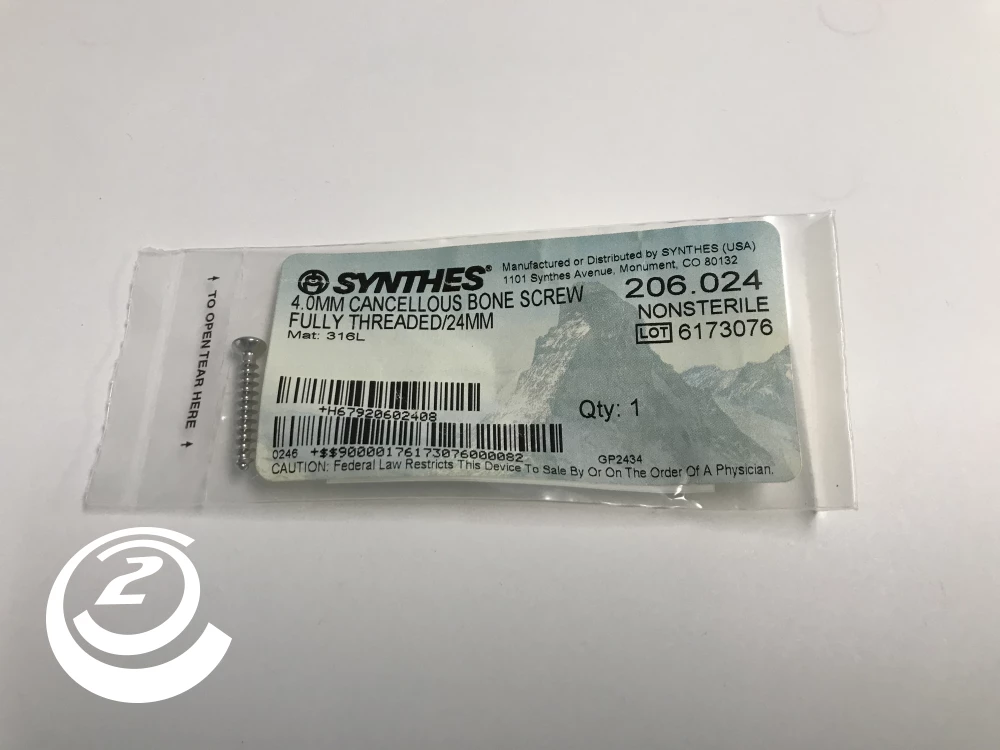 ↑ TO OPEN TEAR HERE ↑
SYNTHES®
Manufactured or Distributed by SYNTHES (USA)
1101 Synthes Avenue, Monument, CO 80132
4.0MM CANCELLOUS BONE SCREW
FULLY THREADED/24MM
Mat: 316L
206.024
NONSTERILE
LOT 6173076
+H67920602408
Qty: 1
0246 +$$90000176173076000082
GP2434
CAUTION: Federal Law Restricts This Device To Sale By Or On The Order Of A Physician.
2